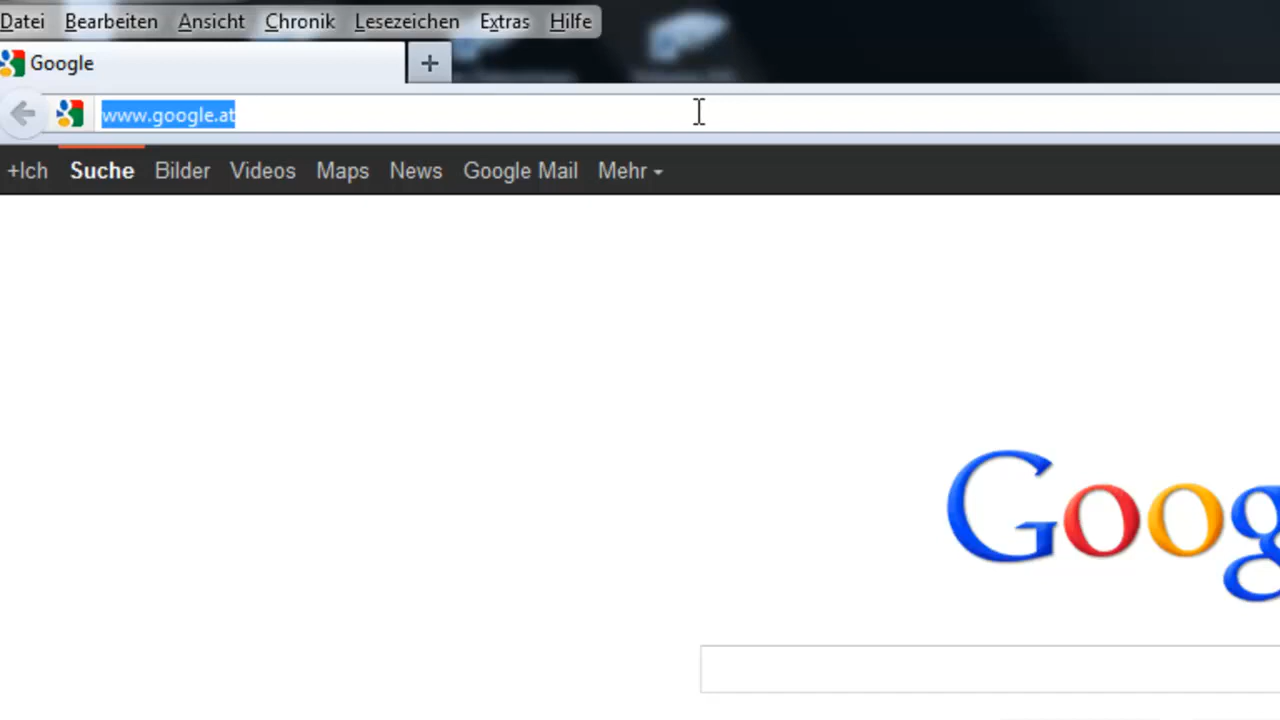 Datei Bearbeiten Ansicht Chronik Lesezeichen Extras Hilfe
Google
www.google.at
+Ich Suche Bilder Videos Maps News Google Mail Mehr
Goog